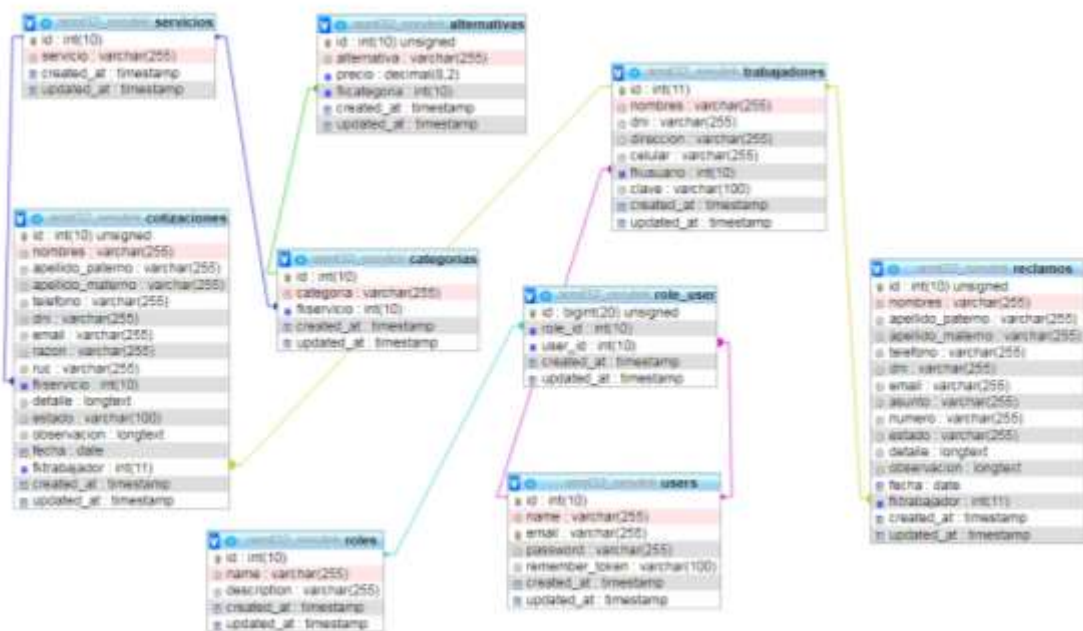 servicios
id : int(10)
servicio : varchar(255)
created_at : timestamp
updated_at : timestamp
alternativas
id : int(10) unsigned
alternativa : varchar(255)
precio : decimal(8,2)
fkcategoria : int(10)
created_at : timestamp
updated_at : timestamp
trabajadores
id : int(11)
nombres : varchar(255)
dni : varchar(255)
direccion : varchar(255)
celular : varchar(255)
fkusuario : int(10)
clave : varchar(100)
created_at : timestamp
updated_at : timestamp
cotizaciones
id : int(10) unsigned
nombres : varchar(255)
apellido_paterno : varchar(255)
apellido_materno : varchar(255)
telefono : varchar(255)
dni : varchar(255)
email : varchar(255)
razon : varchar(255)
ruc : varchar(255)
fkservicio : int(10)
detalle : longtext
estado : varchar(100)
observacion : longtext
fecha : date
fktrabajador : int(11)
created_at : timestamp
updated_at : timestamp
categorias
id : int(10)
categoria : varchar(255)
fkservicio : int(10)
created_at : timestamp
updated_at : timestamp
role_user
id : bigint(20) unsigned
role_id : int(10)
user_id : int(10)
created_at : timestamp
updated_at : timestamp
reclamos
id : int(10) unsigned
nombres : varchar(255)
apellido_paterno : varchar(255)
apellido_materno : varchar(255)
telefono : varchar(255)
dni : varchar(255)
email : varchar(255)
asunto : varchar(255)
numero : varchar(255)
estado : varchar(255)
detalle : longtext
observacion : longtext
fecha : date
fktrabajador : int(11)
created_at : timestamp
updated_at : timestamp
users
id : int(10)
name : varchar(255)
email : varchar(255)
password : varchar(255)
remember_token : varchar(100)
created_at : timestamp
updated_at : timestamp
roles
id : int(10)
name : varchar(255)
description : varchar(255)
created_at : timestamp
updated_at : timestamp